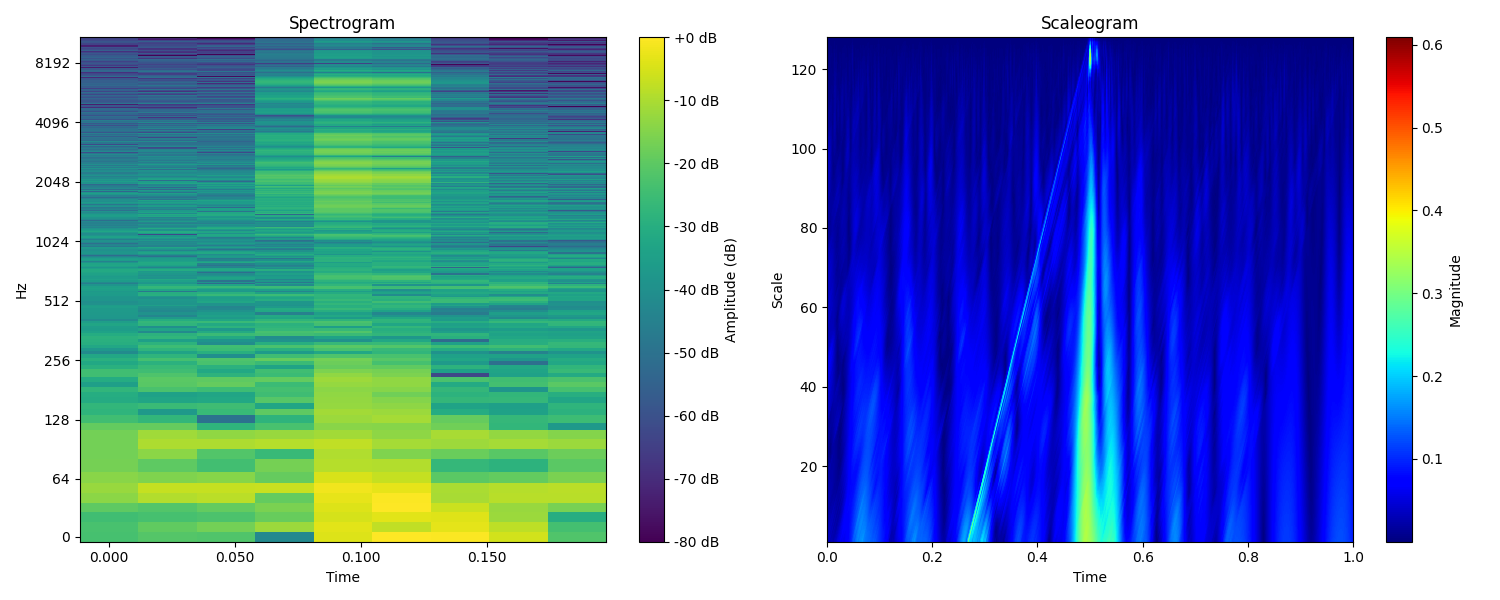 Spectrogram
Hz
8192
4096
2048
1024
512
256
128
64
0
0.000
0.050
0.100
0.150
Time
+0 dB
-10 dB
-20 dB
-30 dB
-40 dB
-50 dB
-60 dB
-70 dB
-80 dB
Amplitude (dB)
Scaleogram
Scale
120
100
80
60
40
20
0.0
0.2
0.4
0.6
0.8
1.0
Time
0.6
0.5
0.4
0.3
0.2
0.1
Magnitude